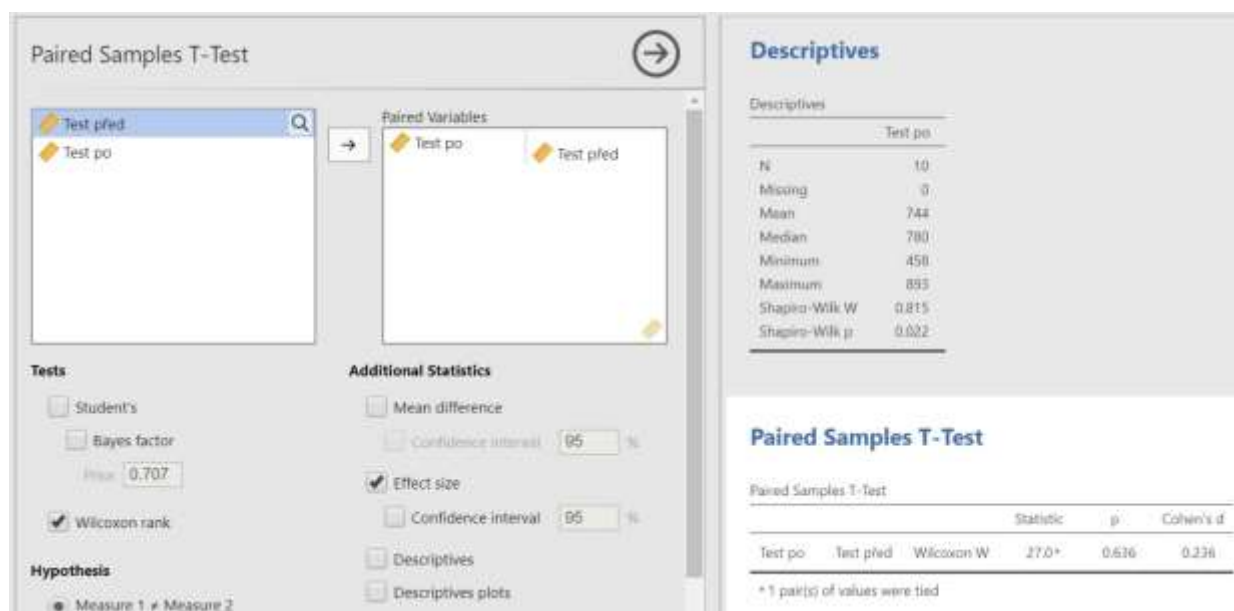 Paired Samples T-Test
Test před
Test po
Paired Variables
Test po
Test před
Tests
Student's
Bayes factor
Prior 0.707
Wilcoxon rank
Hypothesis
Measure 1 ≠ Measure 2
Additional Statistics
Mean difference
Confidence interval 95 %
Effect size
Confidence interval 95 %
Descriptives
Descriptives plots
Descriptives
Descriptives
Test po
N 10
Missing 0
Mean 744
Median 780
Minimum 458
Maximum 893
Shapiro-Wilk W 0.815
Shapiro-Wilk p 0.022
Paired Samples T-Test
Paired Samples T-Test
Statistic p Cohen's d
Test po Test před Wilcoxon W 27.0ᵃ 0.636 0.236
ᵃ 1 pair(s) of values were tied